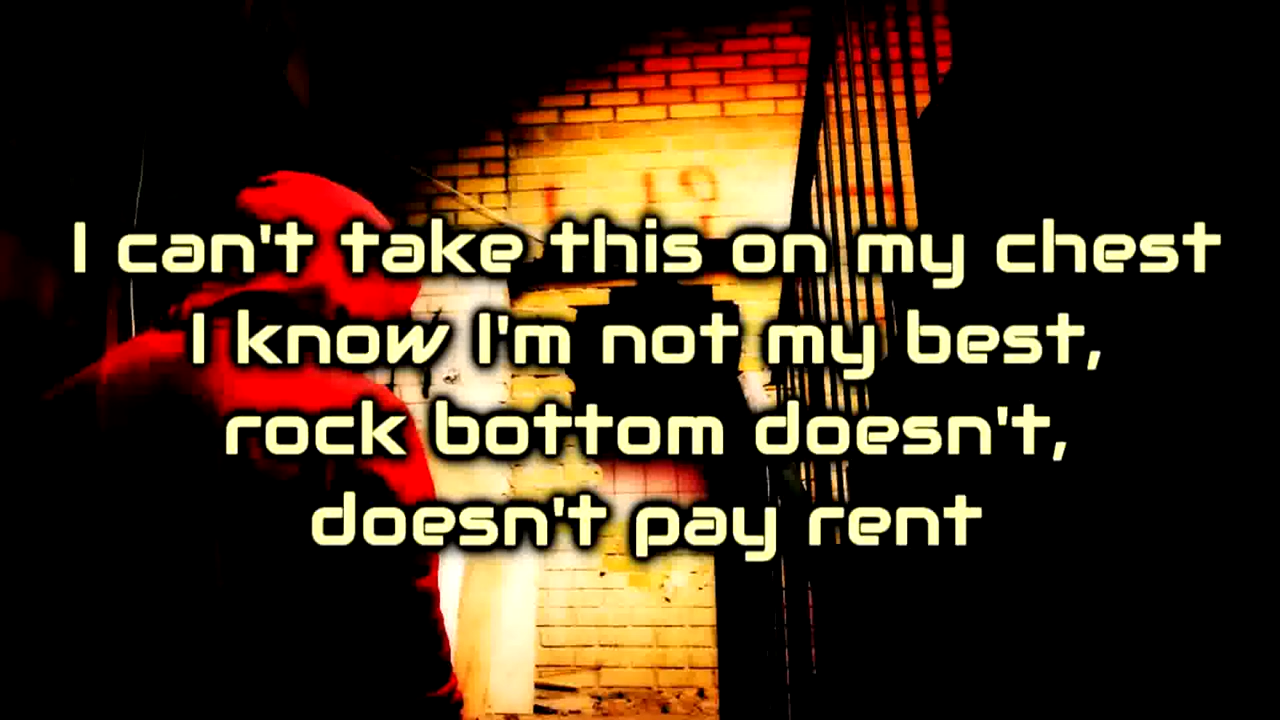 I can't take this on my chest
I know I'm not my best,
rock bottom doesn't,
doesn't pay rent